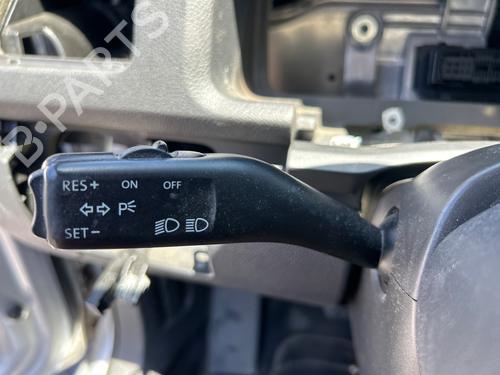 B-PARTS
RES + ON OFF
P
SET -